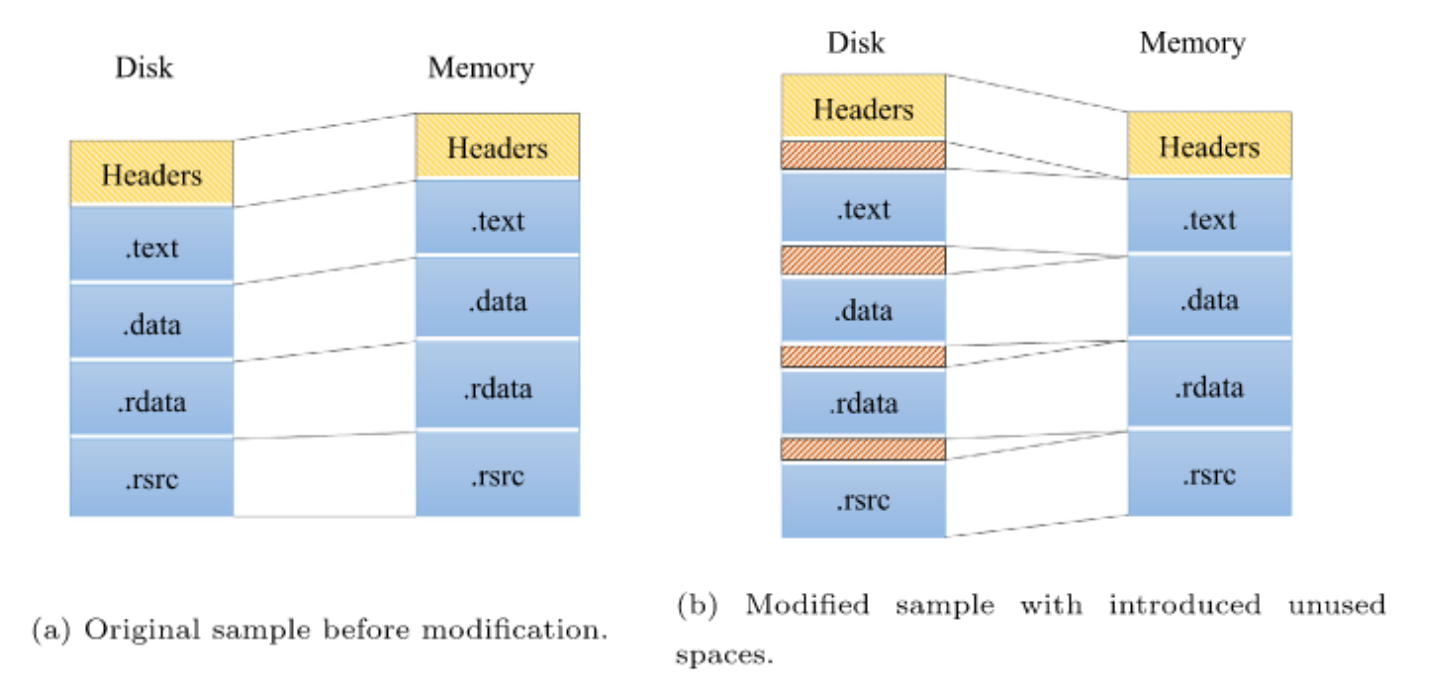 Disk
Memory
Headers
.text
.data
.rdata
.rsrc
Headers
.text
.data
.rdata
.rsrc
(a) Original sample before modification.
Disk
Memory
Headers
.text
.data
.rdata
.rsrc
Headers
.text
.data
.rdata
.rsrc
(b) Modified sample with introduced unused
spaces.